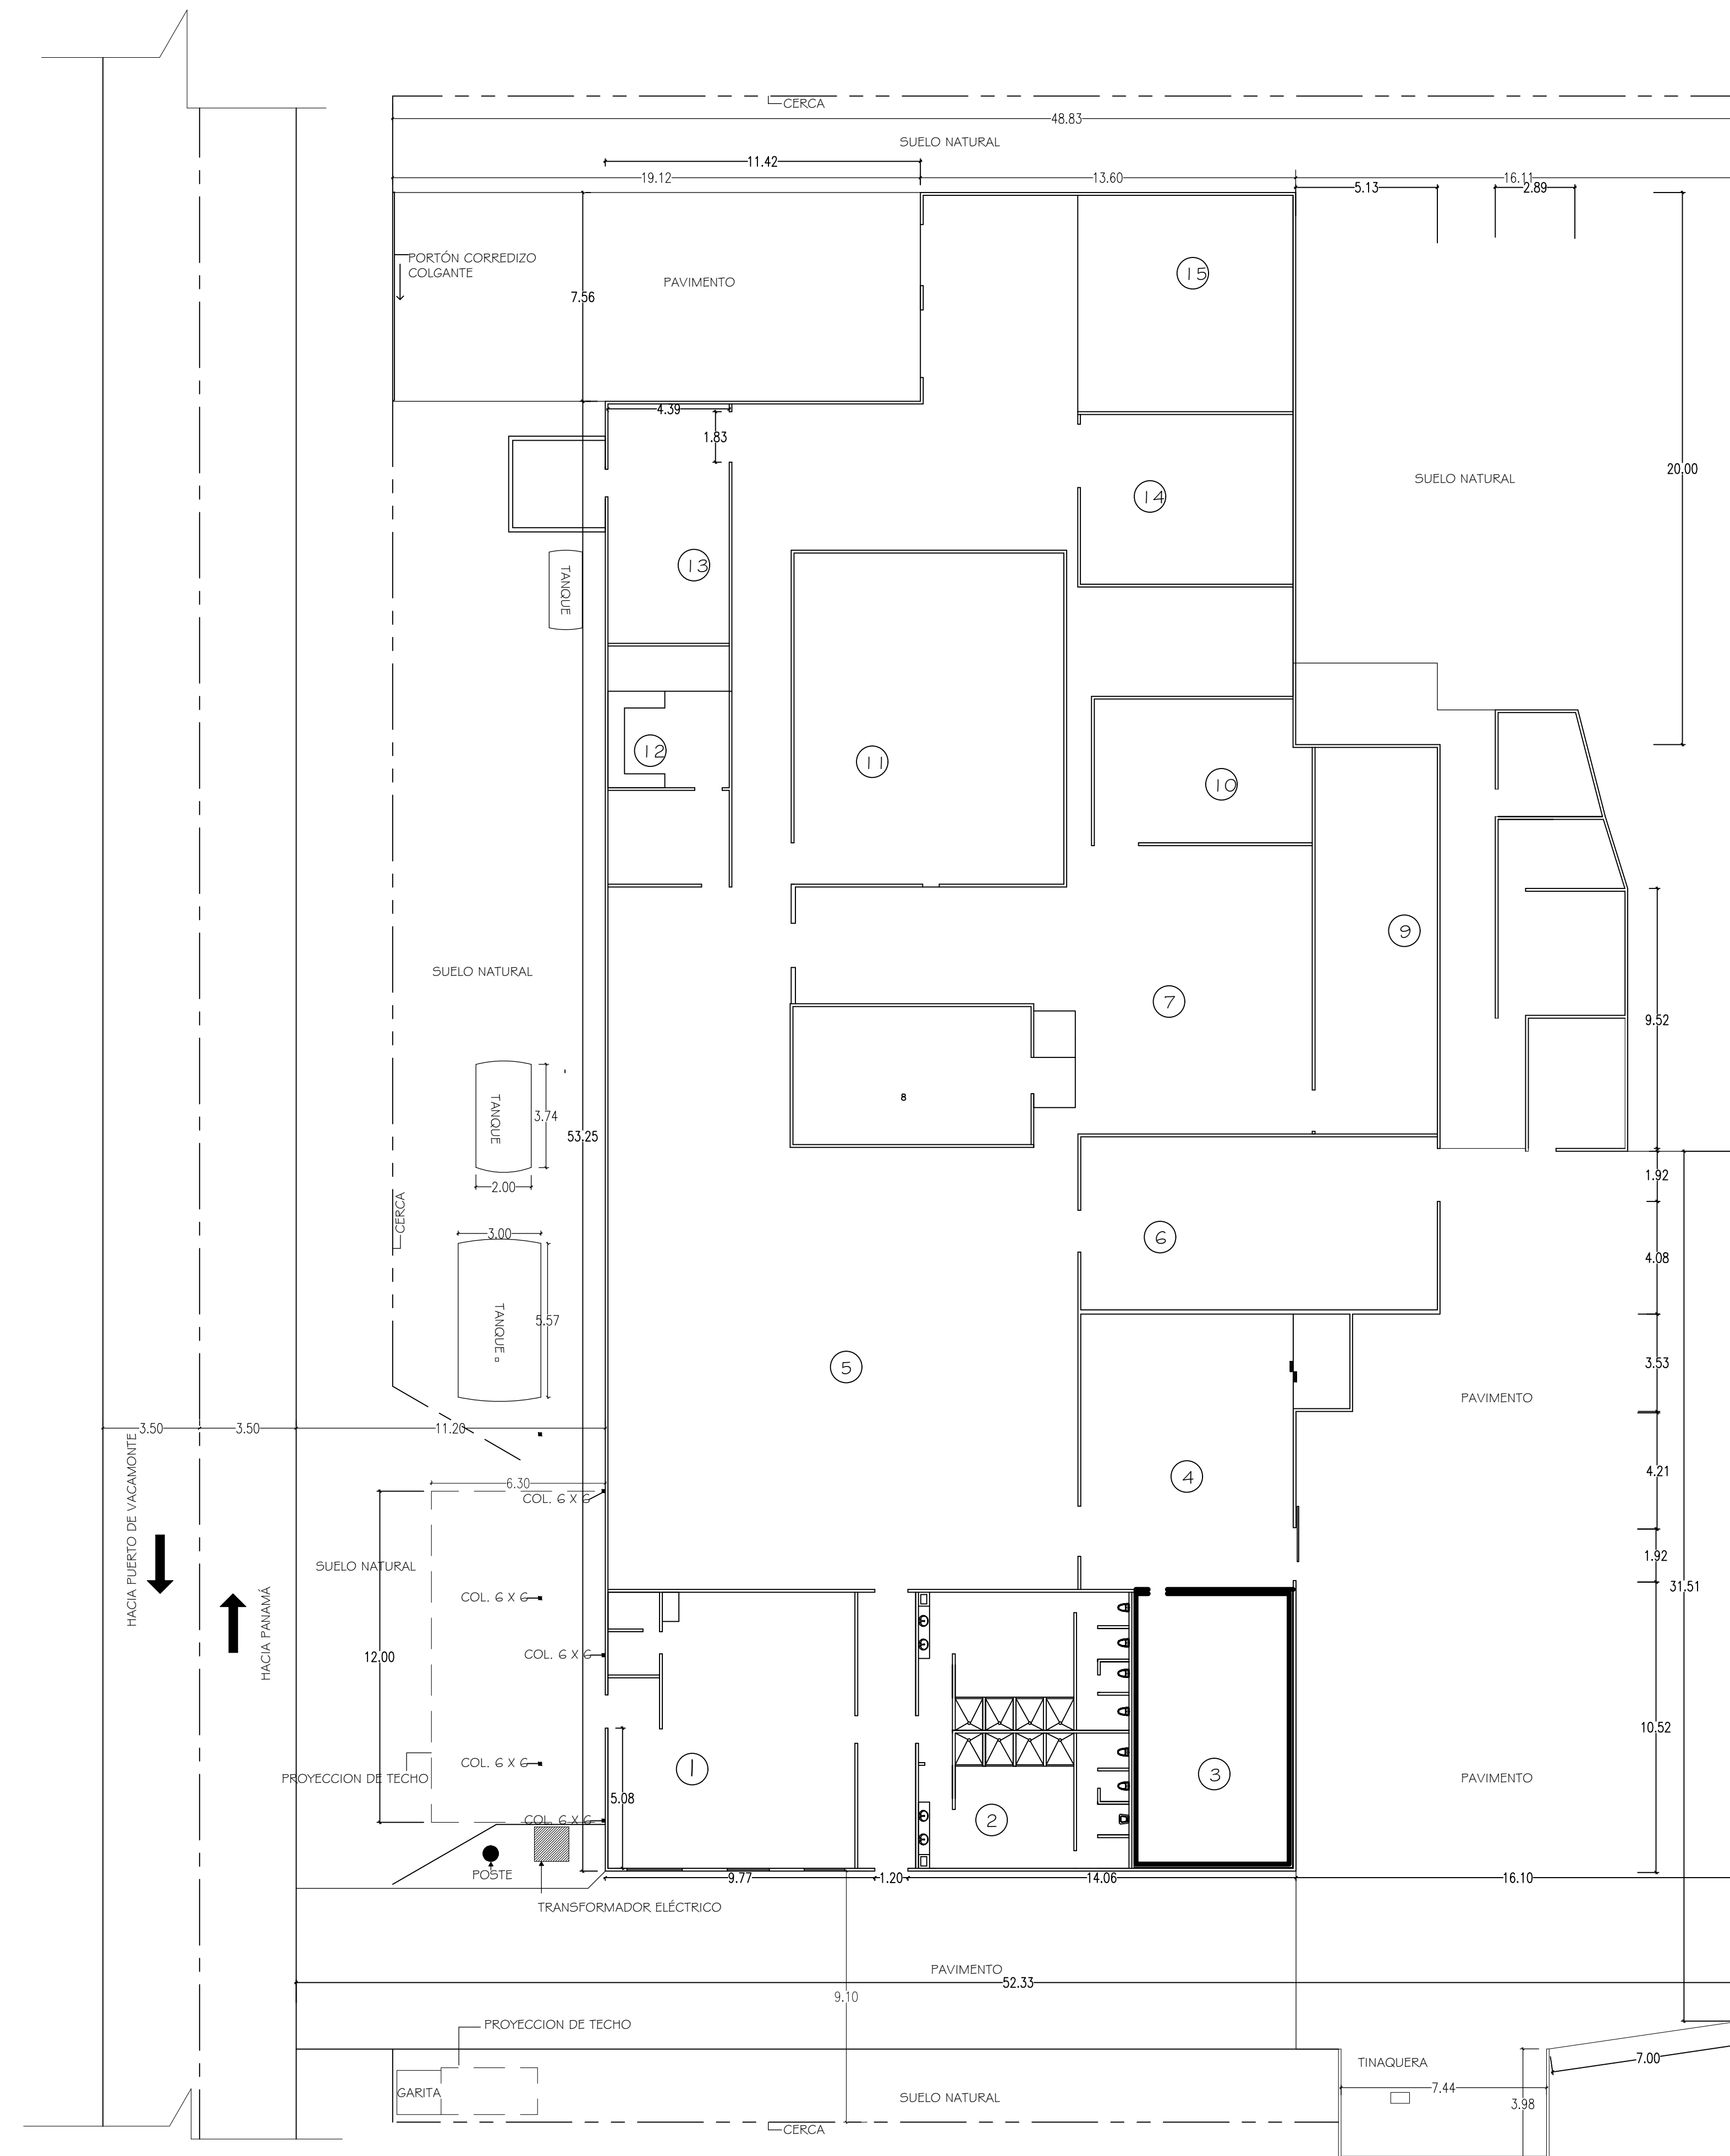 CERCA
48.83
SUELO NATURAL
11.42
19.12
13.60
16.11
5.13
2.89
PORTÓN CORREDIZO
COLGANTE
PAVIMENTO
7.56
15
4.39
1.83
SUELO NATURAL
20.00
14
13
TANQUE
12
11
10
9
SUELO NATURAL
7
9.52
8
TANQUE
3.74
53.25
2.00
1.92
CERCA
3.00
6
4.08
TANQUE
5.57
5
3.53
PAVIMENTO
3.50
3.50
11.20
HACIA PUERTO DE VACAMONTE
4
4.21
6.30
COL. 6 X 6
SUELO NATURAL
1.92
31.51
HACIA PANAMÁ
COL. 6 X 6
12.00
COL. 6 X 6
10.52
COL. 6 X 6
1
3
PROYECCION DE TECHO
PAVIMENTO
5.08
2
COL. 6 X 6
POSTE
9.77
1.20
14.06
16.10
TRANSFORMADOR ELÉCTRICO
PAVIMENTO
52.33
9.10
PROYECCION DE TECHO
TINAQUERA
7.00
GARITA
SUELO NATURAL
7.44
3.98
CERCA